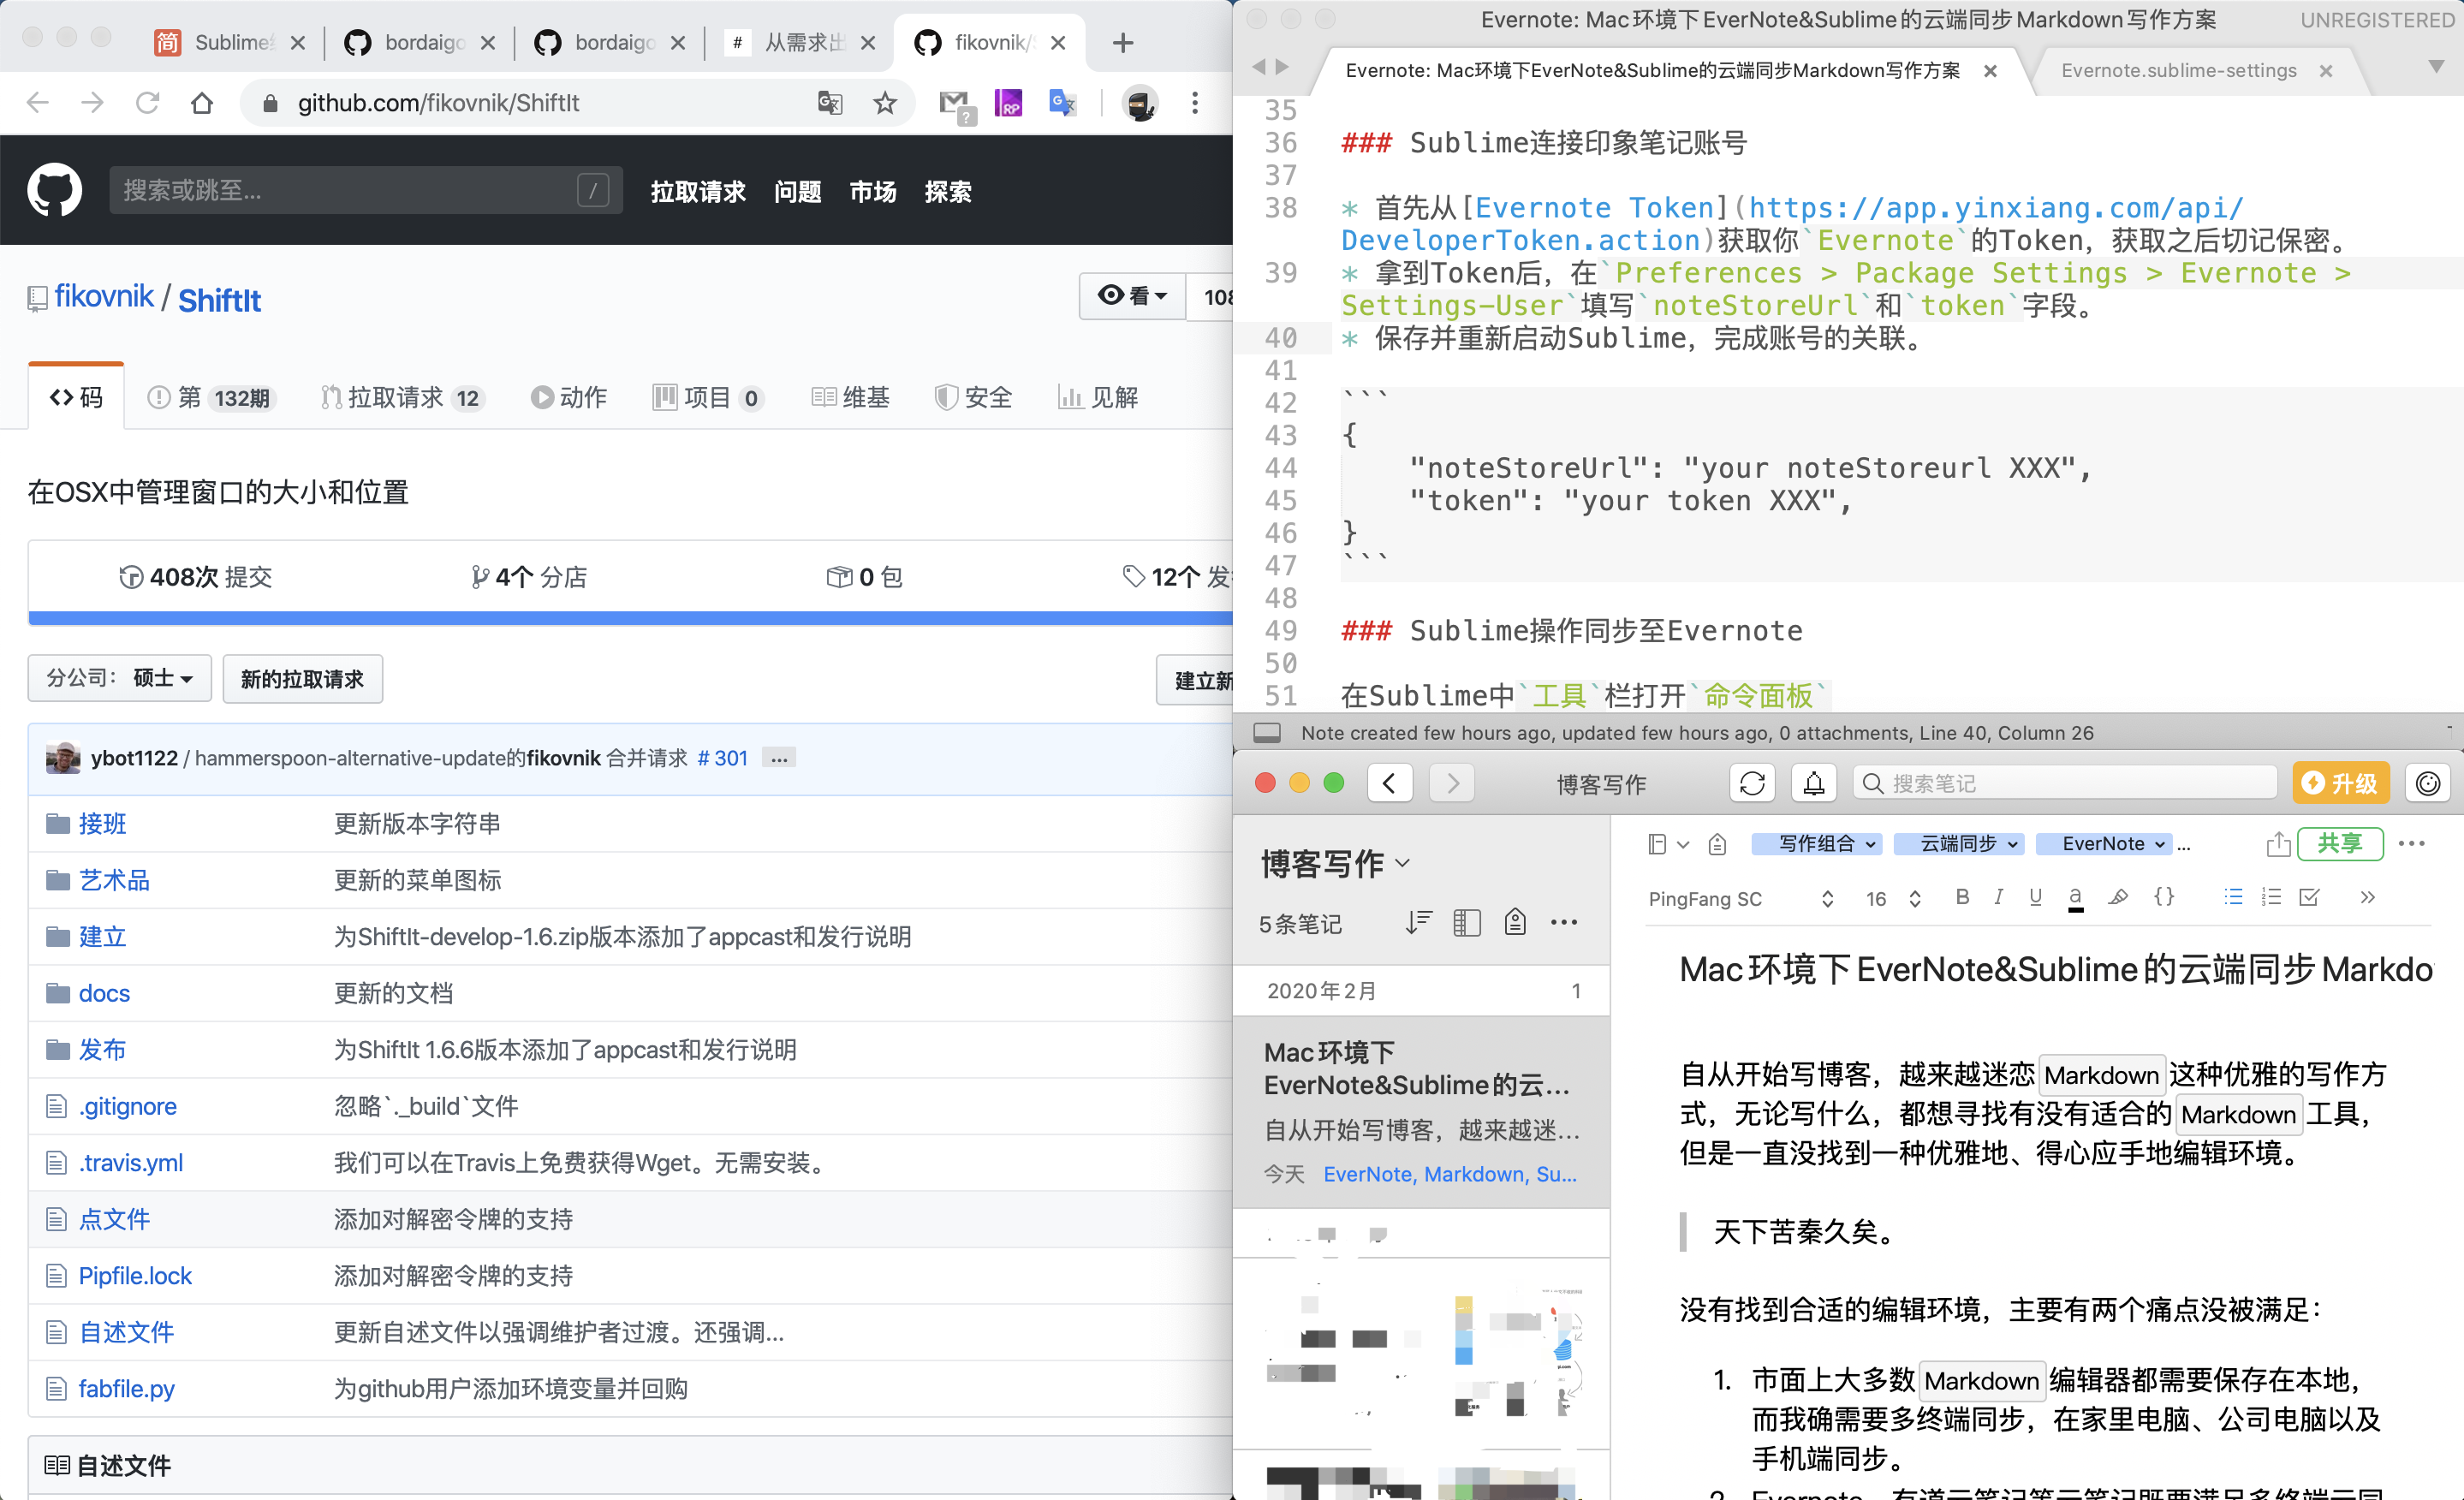 简 Sublime
bordaigo
bordaigo
# 从需求出
fikovnik/S
github.com/fikovnik/ShiftIt
搜索或跳至... /
拉取请求 问题 市场 探索
fikovnik / ShiftIt
看 108
码 第 132期 拉取请求 12 动作 项目 0 维基 安全 见解
在OSX中管理窗口的大小和位置
408次 提交 4个 分店 0 包 12个 发
分公司： 硕士 新的拉取请求 建立新
ybot1122 / hammerspoon-alternative-update的fikovnik 合并请求 # 301 ...
接班 更新版本字符串
艺术品 更新的菜单图标
建立 为ShiftIt-develop-1.6.zip版本添加了appcast和发行说明
docs 更新的文档
发布 为ShiftIt 1.6.6版本添加了appcast和发行说明
.gitignore 忽略`._build`文件
.travis.yml 我们可以在Travis上免费获得Wget。无需安装。
点文件 添加对解密令牌的支持
Pipfile.lock 添加对解密令牌的支持
自述文件 更新自述文件以强调维护者过渡。还强调...
fabfile.py 为github用户添加环境变量并回购
自述文件
Evernote: Mac环境下EverNote&Sublime的云端同步Markdown写作方案 UNREGISTERED
Evernote: Mac环境下EverNote&Sublime的云端同步Markdown写作方案
Evernote.sublime-settings
35
36 ### Sublime连接印象笔记账号
37
38 * 首先从[Evernote Token](https://app.yinxiang.com/api/
DeveloperToken.action)获取你`Evernote`的Token，获取之后切记保密。
39 * 拿到Token后，在`Preferences > Package Settings > Evernote >
Settings-User`填写`noteStoreUrl`和`token`字段。
40 * 保存并重新启动Sublime，完成账号的关联。
41
42 ```
43 {
44 "noteStoreUrl": "your noteStoreurl XXX",
45 "token": "your token XXX",
46 }
47 ```
48
49 ### Sublime操作同步至Evernote
50
51 在Sublime中`工具`栏打开`命令面板`
Note created few hours ago, updated few hours ago, 0 attachments, Line 40, Column 26
博客写作
搜索笔记
升级
博客写作
5条笔记
2020年2月 1
Mac环境下
EverNote&Sublime的云...
自从开始写博客，越来越迷...
今天 EverNote, Markdown, Su...
写作组合 云端同步 EverNote ... 共享
PingFang SC 16 B I U a {}
Mac环境下EverNote&Sublime的云端同步Markdo
自从开始写博客，越来越迷恋 Markdown 这种优雅的写作方
式，无论写什么，都想寻找有没有适合的 Markdown 工具，
但是一直没找到一种优雅地、得心应手地编辑环境。
天下苦秦久矣。
没有找到合适的编辑环境，主要有两个痛点没被满足：
1. 市面上大多数 Markdown 编辑器都需要保存在本地，
而我确需要多终端同步，在家里电脑、公司电脑以及
手机端同步。
2. Evernote、有道云笔记等云笔记既要满足多终端云同